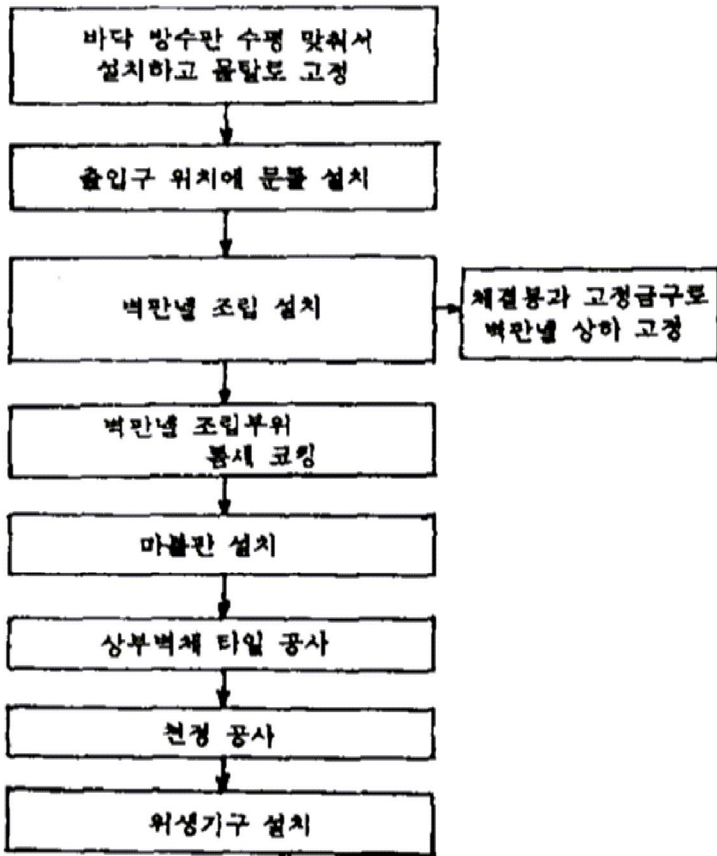 바닥 방수판 수평 맞춰서
설치하고 몰탈로 고정
출입구 위치에 문틀 설치
벽판넬 조립 설치
체결봉과 고정금구로
벽판넬 상하 고정
벽판넬 조립부위
틈새 코킹
마블판 설치
상부벽체 타일 공사
천정 공사
위생기구 설치